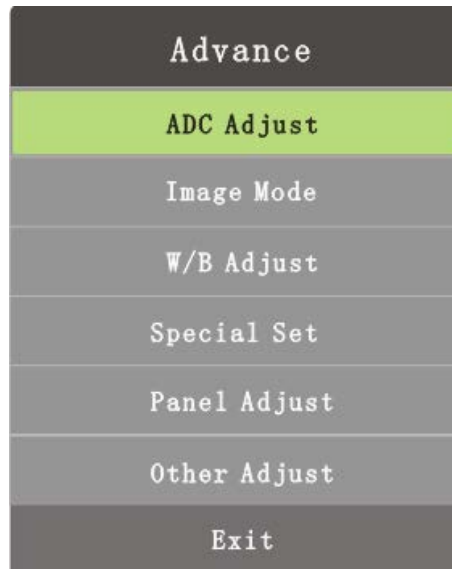 Advance
ADC Adjust
Image Mode
W/B Adjust
Special Set
Panel Adjust
Other Adjust
Exit